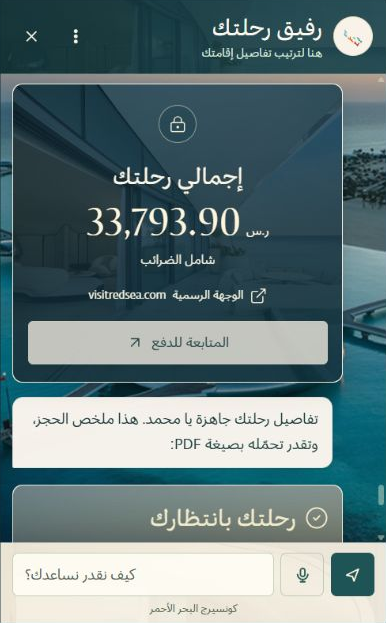 رفيق رحلتك
هنا لترتيب تفاصيل إقامتك
إجمالي رحلتك
33,793.90 ر.س
شامل الضرائب
الوجهة الرسمية visitredsea.com
المتابعة للدفع
تفاصيل رحلتك جاهزة يا محمد. هذا ملخص الحجز،
وتقدر تحمّله بصيغة PDF:
رحلتك بانتظارك
كيف نقدر نساعدك؟
كونسيرج البحر الأحمر